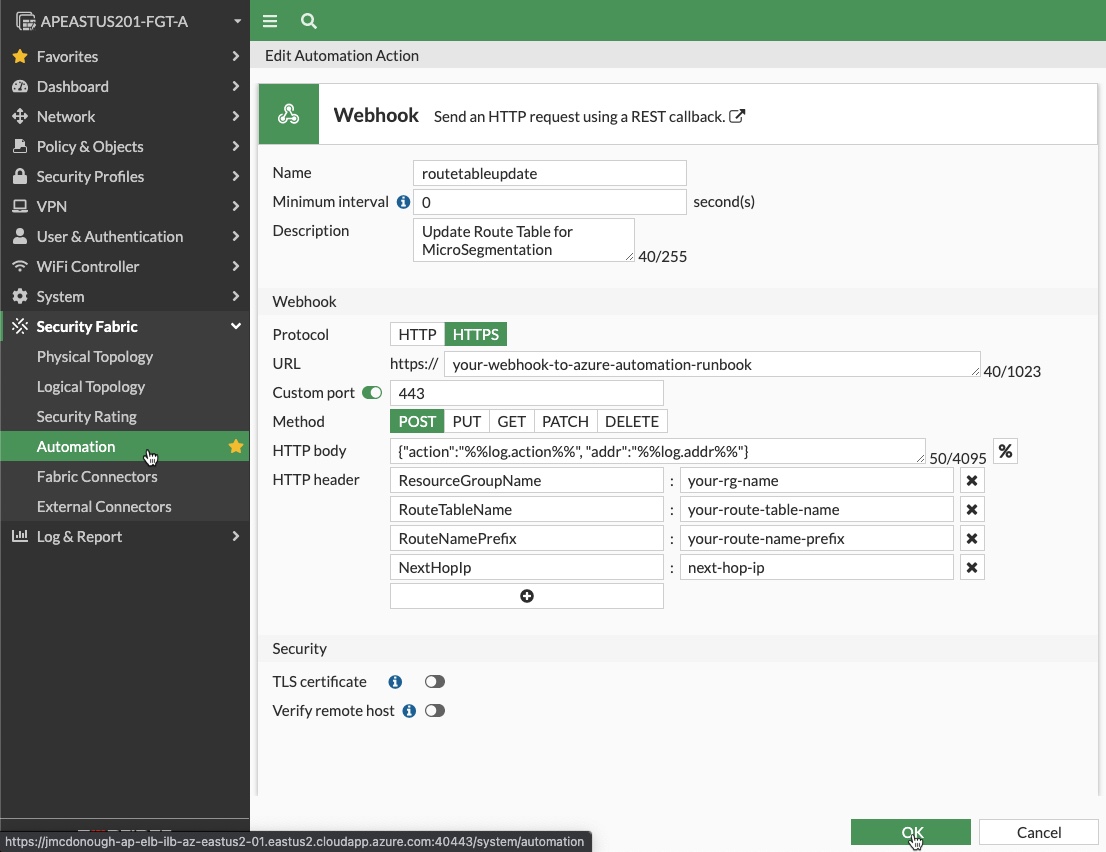 APEASTUS201-FGT-A
Favorites
Dashboard
Network
Policy & Objects
Security Profiles
VPN
User & Authentication
WiFi Controller
System
Security Fabric
Physical Topology
Logical Topology
Security Rating
Automation
Fabric Connectors
External Connectors
Log & Report
Edit Automation Action
Webhook Send an HTTP request using a REST callback.
Name routetableupdate
Minimum interval 0 second(s)
Description Update Route Table for
MicroSegmentation 40/255
Webhook
Protocol HTTP HTTPS
URL https:// your-webhook-to-azure-automation-runbook 40/1023
Custom port 443
Method POST PUT GET PATCH DELETE
HTTP body {"action":"%%log.action%%", "addr":"%%log.addr%%"} 50/4095 %
HTTP header ResourceGroupName : your-rg-name
RouteTableName : your-route-table-name
RouteNamePrefix : your-route-name-prefix
NextHopIp : next-hop-ip
Security
TLS certificate
Verify remote host
OK Cancel
https://jmcdonough-ap-elb-ilb-az-eastus2-01.eastus2.cloudapp.azure.com:40443/system/automation